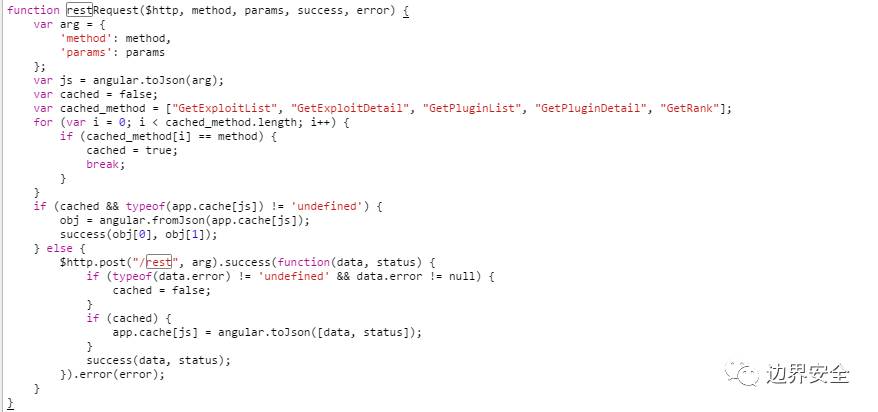 function restRequest($http, method, params, success, error) {
    var arg = {
        'method': method,
        'params': params
    };
    var js = angular.toJson(arg);
    var cached = false;
    var cached_method = ["GetExploitList", "GetExploitDetail", "GetPluginList", "GetPluginDetail", "GetRank"];
    for (var i = 0; i < cached_method.length; i++) {
        if (cached_method[i] == method) {
            cached = true;
            break;
        }
    }
    if (cached && typeof(app.cache[js]) != 'undefined') {
        obj = angular.fromJson(app.cache[js]);
        success(obj[0], obj[1]);
    } else {
        $http.post("/rest", arg).success(function(data, status) {
            if (typeof(data.error) != 'undefined' && data.error != null) {
                cached = false;
            }
            if (cached) {
                app.cache[js] = angular.toJson([data, status]);
            }
            success(data, status);
        }).error(error);
    }
}
边界安全